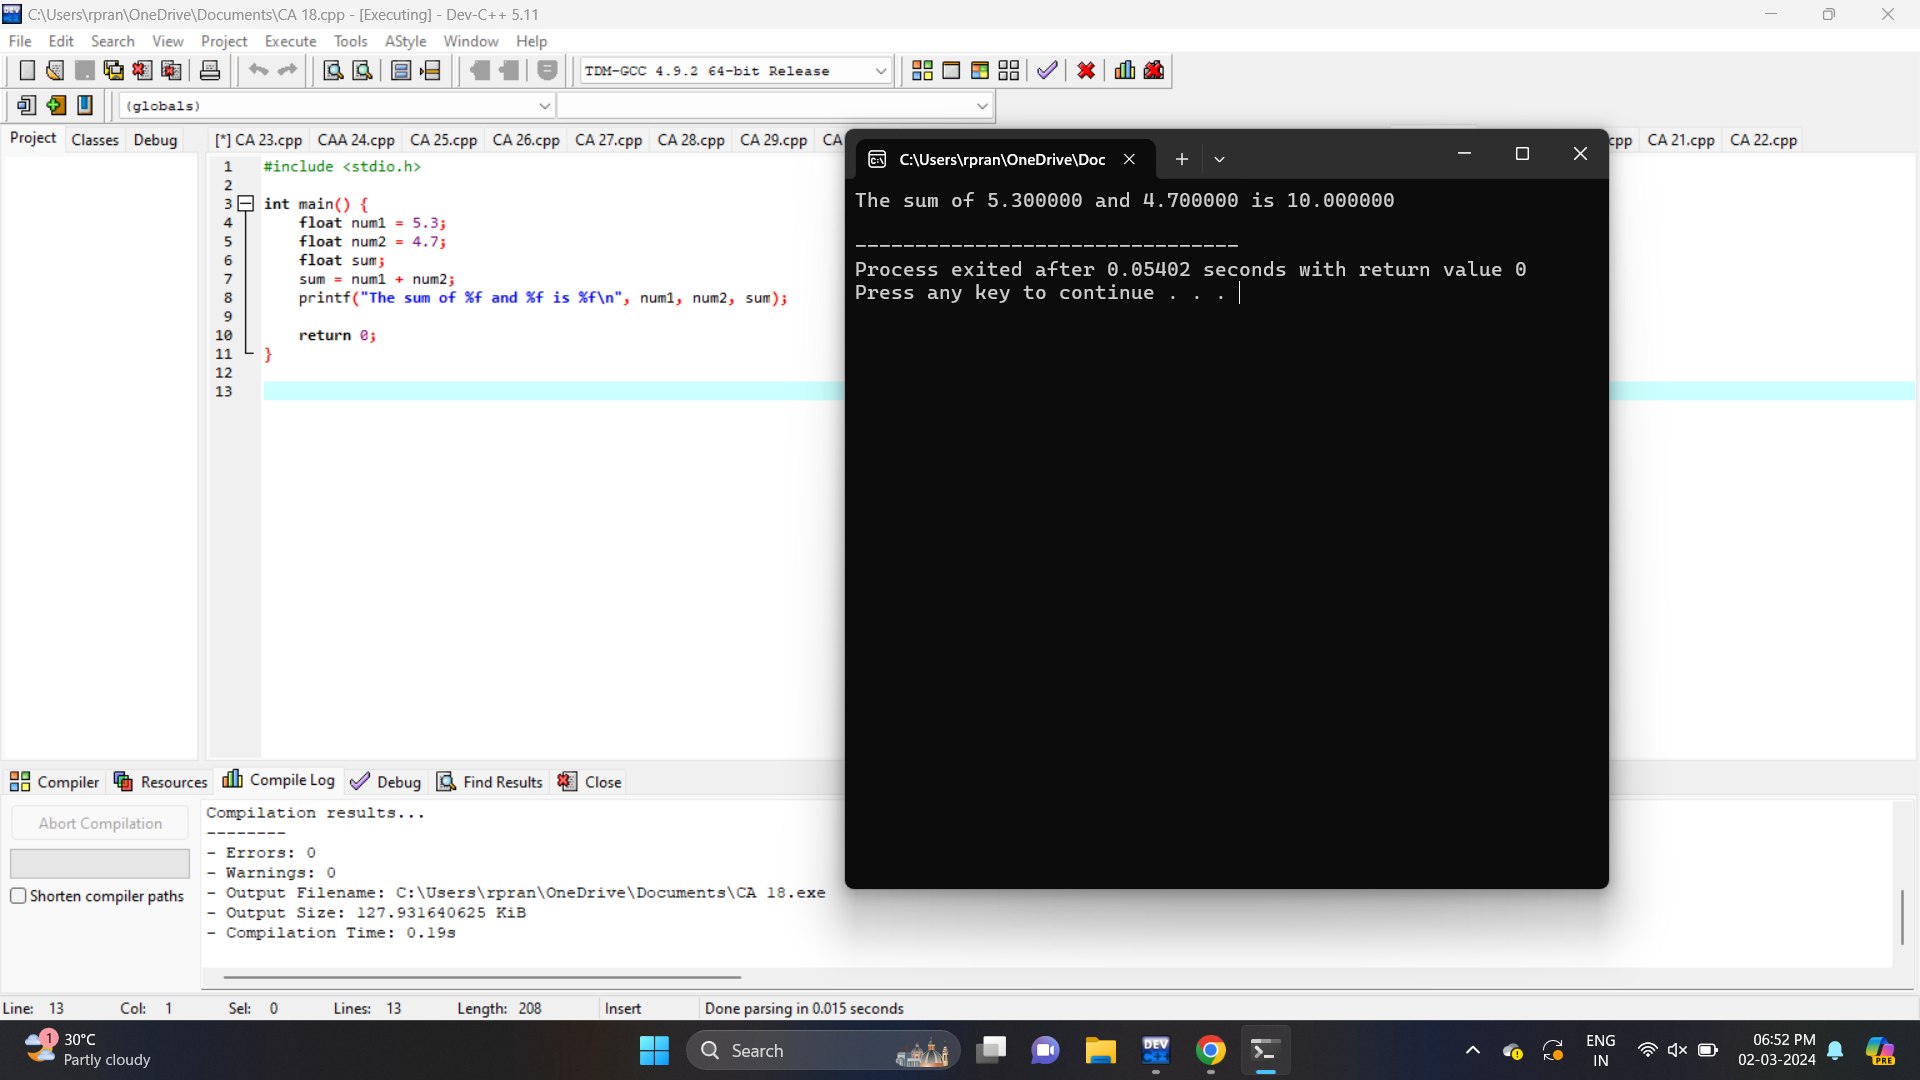 C:\Users\rpran\OneDrive\Documents\CA 18.cpp - [Executing] - Dev-C++ 5.11
File Edit Search View Project Execute Tools AStyle Window Help
TDM-GCC 4.9.2 64-bit Release
(globals)
Project Classes Debug
[*] CA 23.cpp CAA 24.cpp CA 25.cpp CA 26.cpp CA 27.cpp CA 28.cpp CA 29.cpp CA cpp CA 21.cpp CA 22.cpp
1 #include <stdio.h>
2
3 int main() {
4 float num1 = 5.3;
5 float num2 = 4.7;
6 float sum;
7 sum = num1 + num2;
8 printf("The sum of %f and %f is %f\n", num1, num2, sum);
9
10 return 0;
11 }
12
13
C:\Users\rpran\OneDrive\Doc
The sum of 5.300000 and 4.700000 is 10.000000
--------------------------------
Process exited after 0.05402 seconds with return value 0
Press any key to continue . . .
Compiler Resources Compile Log Debug Find Results Close
Abort Compilation
Shorten compiler paths
Compilation results...
--------
- Errors: 0
- Warnings: 0
- Output Filename: C:\Users\rpran\OneDrive\Documents\CA 18.exe
- Output Size: 127.931640625 KiB
- Compilation Time: 0.19s
Line: 13 Col: 1 Sel: 0 Lines: 13 Length: 208 Insert Done parsing in 0.015 seconds
1
30°C
Partly cloudy
Search
DEV
PRE
ENG
IN
06:52 PM
02-03-2024